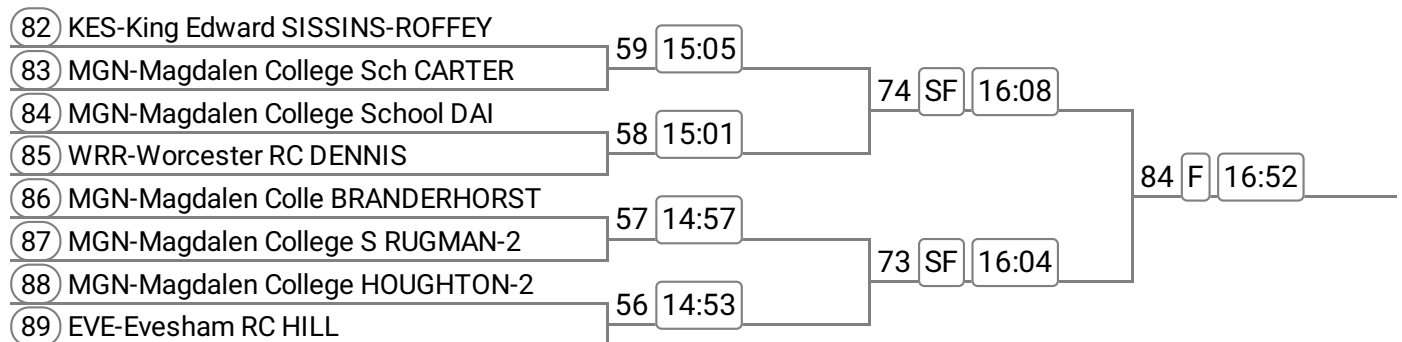 82 KES-King Edward SISSINS-ROFFEY
83 MGN-Magdalen College Sch CARTER
59 15:05
84 MGN-Magdalen College School DAI
85 WRR-Worcester RC DENNIS
58 15:01
74 SF 16:08
86 MGN-Magdalen Colle BRANDERHORST
87 MGN-Magdalen College S RUGMAN-2
57 14:57
88 MGN-Magdalen College HOUGHTON-2
89 EVE-Evesham RC HILL
56 14:53
73 SF 16:04
84 F 16:52